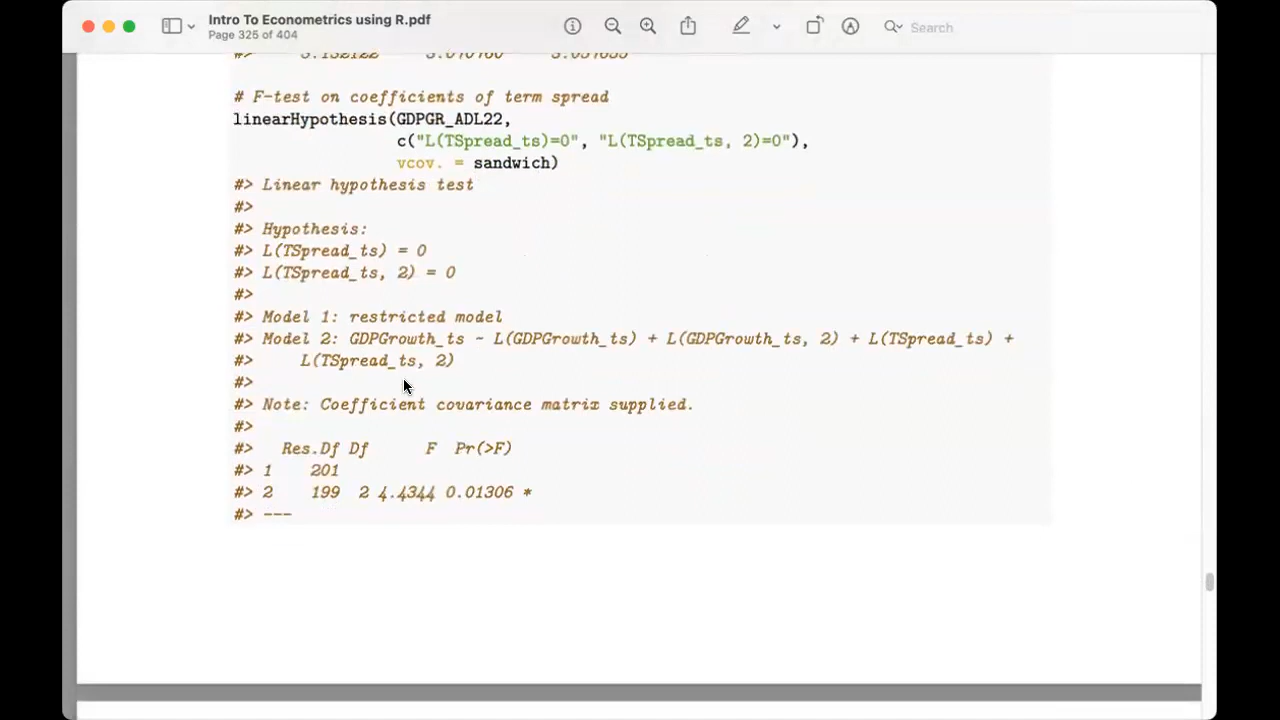 Intro To Econometrics using R.pdf
Page 325 of 404
Search
# F-test on coefficients of term spread
linearHypothesis(GDPGR_ADL22,
c("L(TSpread_ts)=0", "L(TSpread_ts, 2)=0"),
vcov. = sandwich)
#> Linear hypothesis test
#>
#> Hypothesis:
#> L(TSpread_ts) = 0
#> L(TSpread_ts, 2) = 0
#>
#> Model 1: restricted model
#> Model 2: GDPGrowth_ts ~ L(GDPGrowth_ts) + L(GDPGrowth_ts, 2) + L(TSpread_ts) +
#> L(TSpread_ts, 2)
#>
#> Note: Coefficient covariance matrix supplied.
#>
#> Res.Df Df F Pr(>F)
#> 1 201
#> 2 199 2 4.4344 0.01306 *
#> ---